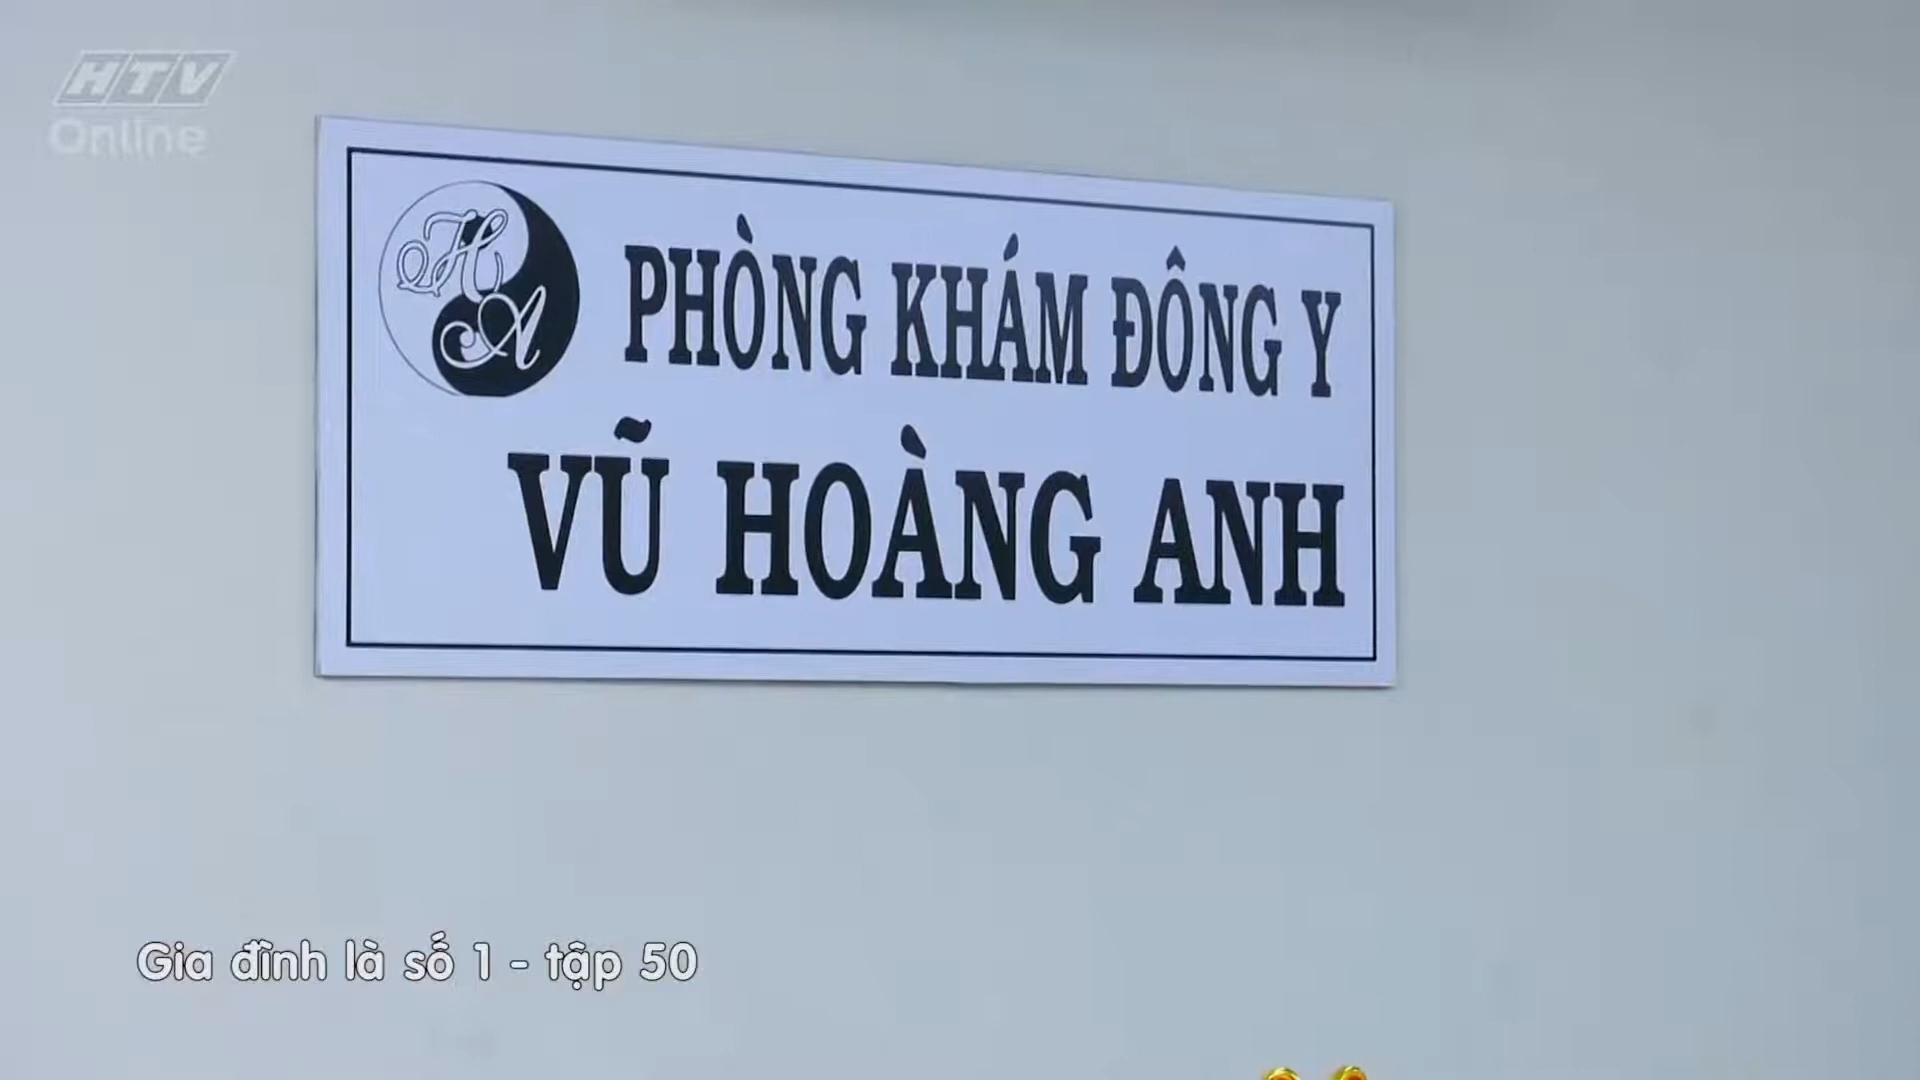 HTV
Online
HA
PHÒNG KHÁM ĐÔNG Y
VŨ HOÀNG ANH
Gia đình là số 1 - tập 50